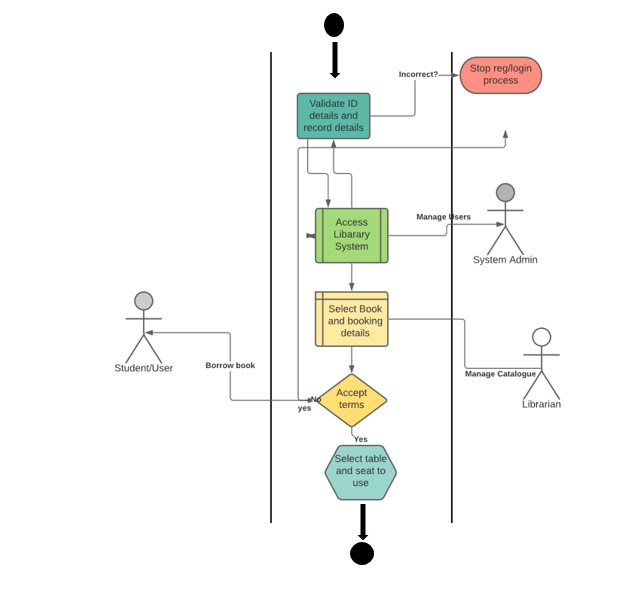 Stop reg/login
process
Incorrect?
Validate ID
details and
record details
Access
Libarary
System
Manage Users
System Admin
Select Book
and booking
details
Student/User
Borrow book
Manage Catalogue
Librarian
Accept
terms
No
yes
Yes
Select table
and seat to
use